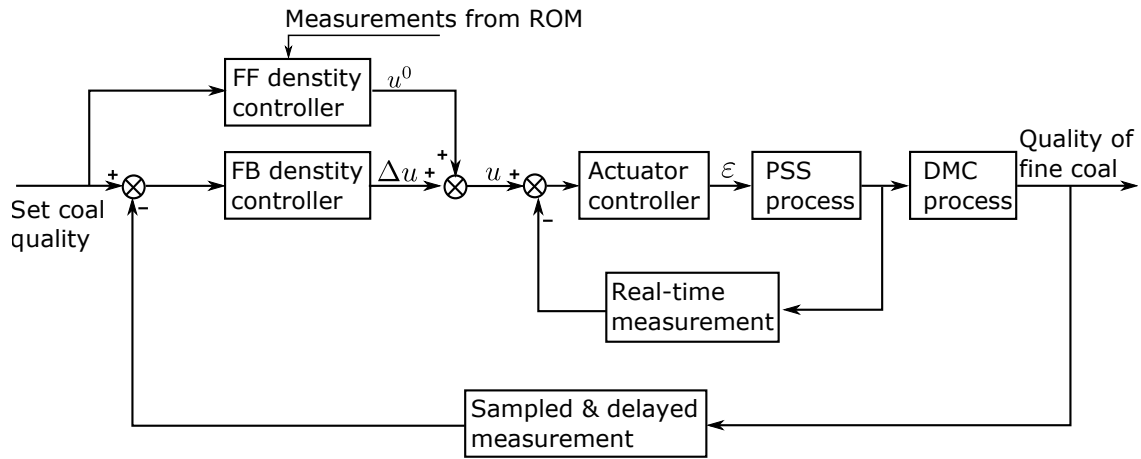 Measurements from ROM
FF denstity
controller
u⁰
+
+
Set coal
quality
−
FB denstity
controller
Δu
+
u
+
−
Actuator
controller
ε
PSS
process
DMC
process
Quality of
fine coal
Real-time
measurement
Sampled & delayed
measurement